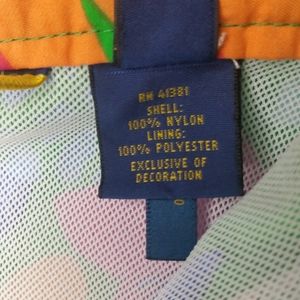 RN 41381
SHELL:
100% NYLON
LINING:
100% POLYESTER
EXCLUSIVE OF
DECORATION